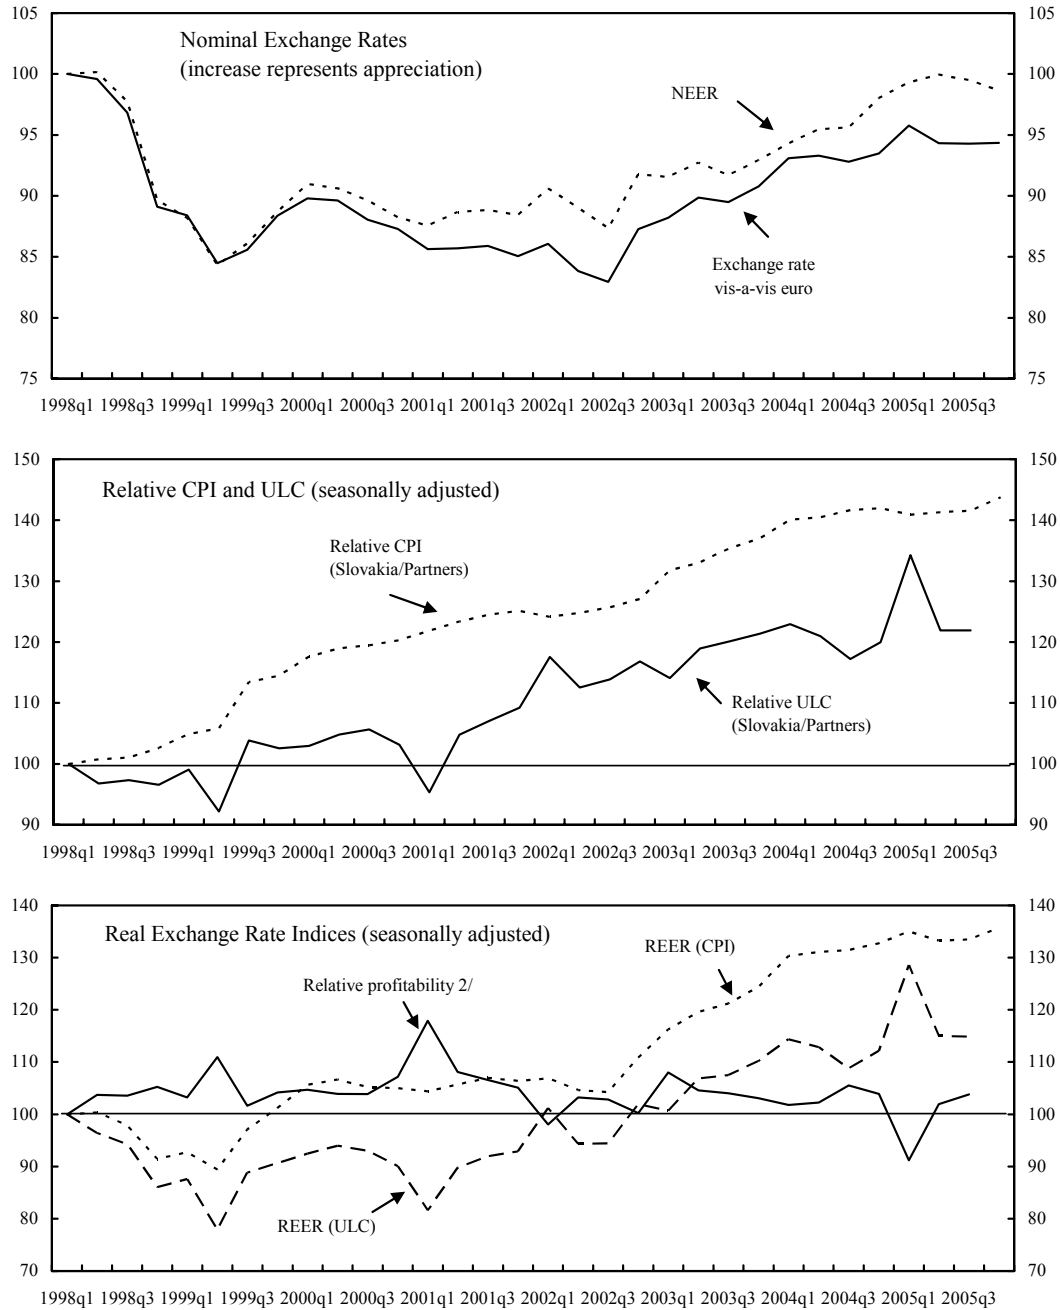 Nominal Exchange Rates
(increase represents appreciation)
105 105
100 100
95 95
90 90
85 85
80 80
75 75
NEER
Exchange rate
vis-a-vis euro
1998q1 1998q3 1999q1 1999q3 2000q1 2000q3 2001q1 2001q3 2002q1 2002q3 2003q1 2003q3 2004q1 2004q3 2005q1 2005q3
Relative CPI and ULC (seasonally adjusted)
150 150
140 140
130 130
120 120
110 110
100 100
90 90
Relative CPI
(Slovakia/Partners)
Relative ULC
(Slovakia/Partners)
1998q1 1998q3 1999q1 1999q3 2000q1 2000q3 2001q1 2001q3 2002q1 2002q3 2003q1 2003q3 2004q1 2004q3 2005q1 2005q3
Real Exchange Rate Indices (seasonally adjusted)
140 140
130 130
120 120
110 110
100 100
90 90
80 80
70 70
REER (CPI)
Relative profitability 2/
REER (ULC)
1998q1 1998q3 1999q1 1999q3 2000q1 2000q3 2001q1 2001q3 2002q1 2002q3 2003q1 2003q3 2004q1 2004q3 2005q1 2005q3